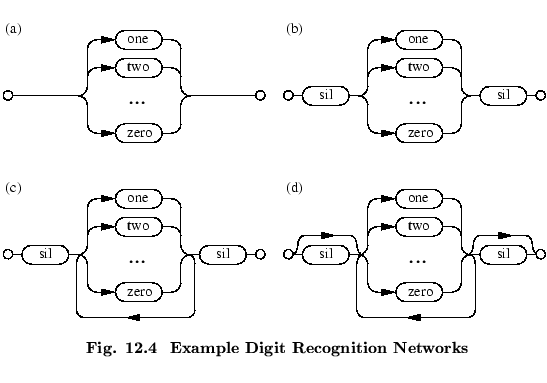 (a)
one
two
...
zero
(b)
sil
one
two
...
zero
sil
(c)
sil
one
two
...
zero
sil
(d)
sil
one
two
...
zero
sil
Fig. 12.4 Example Digit Recognition Networks